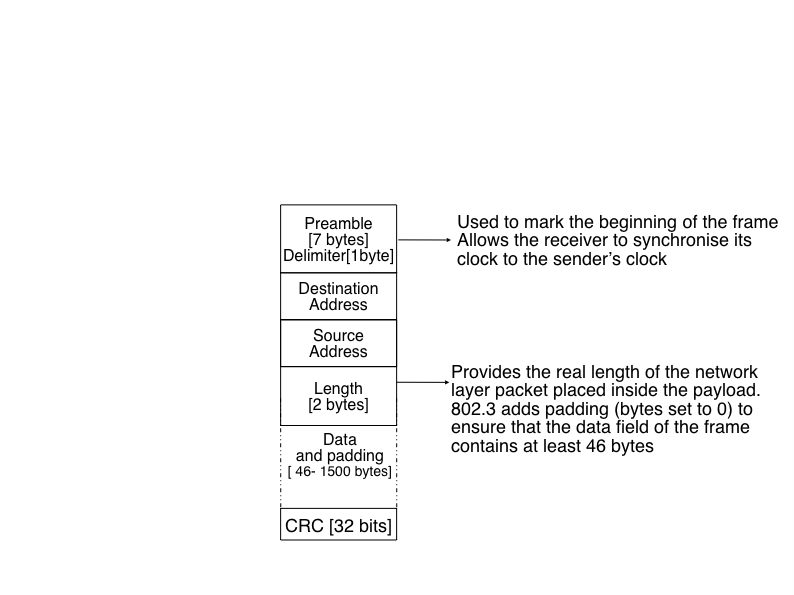 Preamble
[7 bytes]
Delimiter[1byte]
Used to mark the beginning of the frame
Allows the receiver to synchronise its
clock to the sender's clock
Destination
Address
Source
Address
Length
[2 bytes]
Provides the real length of the network
layer packet placed inside the payload.
802.3 adds padding (bytes set to 0) to
ensure that the data field of the frame
contains at least 46 bytes
Data
and padding
[ 46- 1500 bytes]
CRC [32 bits]